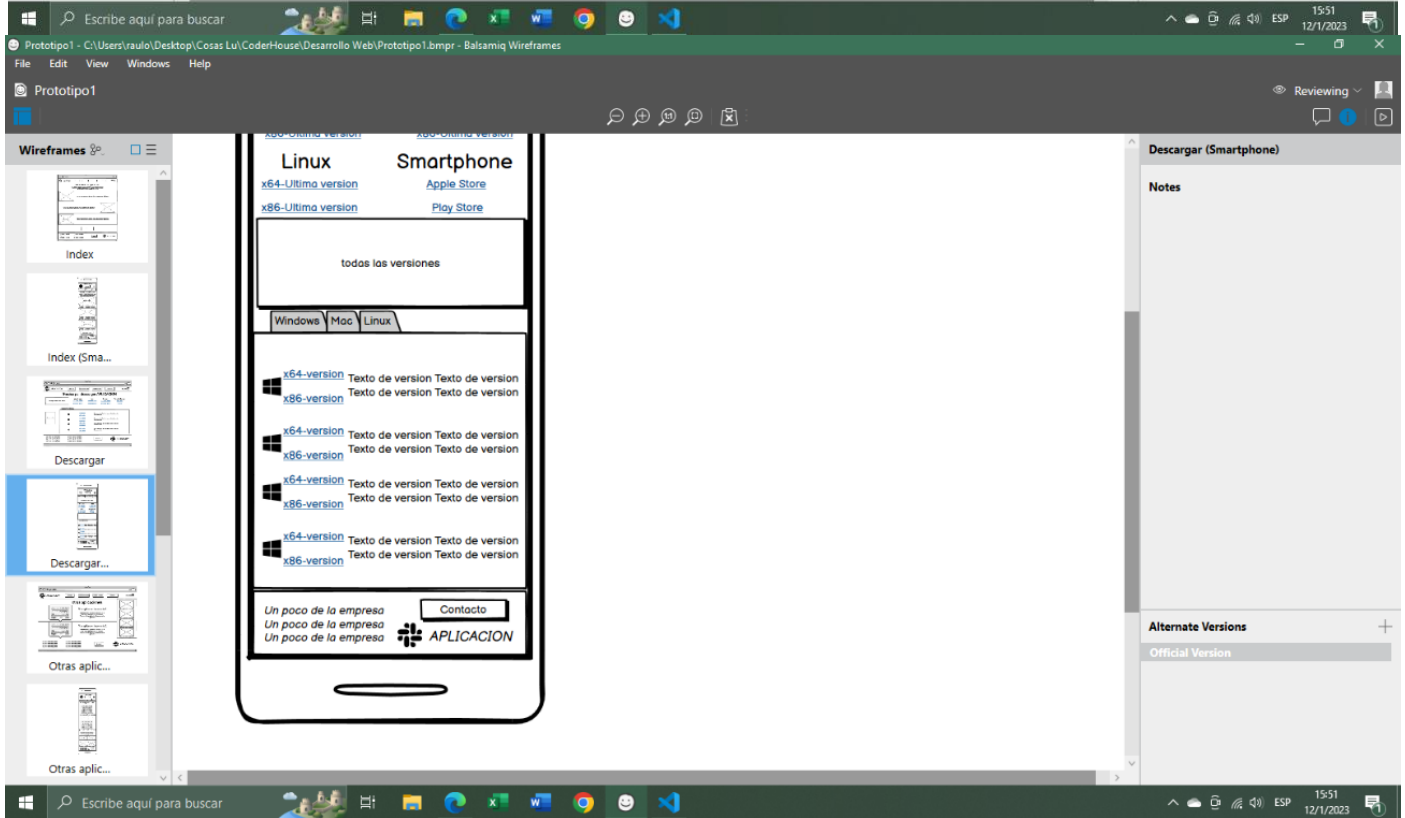 Escribe aquí para buscar
ESP
15:51
12/1/2023
Prototipo1 - C:\Users\raulo\Desktop\Cosas Lu\CoderHouse\Desarrollo Web\Prototipo1.bmpr - Balsamiq Wireframes
File Edit View Windows Help
Prototipo1
Reviewing
Wireframes
Index
Index (Sma...
Descargar
Descargar...
Otras aplic...
Otras aplic...
x86-Ultima version x86-Ultima version
Linux Smartphone
x64-Ultima version Apple Store
x86-Ultima version Play Store
todas las versiones
Windows Mac Linux
x64-version Texto de version Texto de version
x86-version Texto de version Texto de version
x64-version Texto de version Texto de version
x86-version Texto de version Texto de version
x64-version Texto de version Texto de version
x86-version Texto de version Texto de version
x64-version Texto de version Texto de version
x86-version Texto de version Texto de version
Un poco de la empresa Contacto
Un poco de la empresa
Un poco de la empresa APLICACION
Descargar (Smartphone)
Notes
Alternate Versions
Official Version
Escribe aquí para buscar
ESP
15:51
12/1/2023